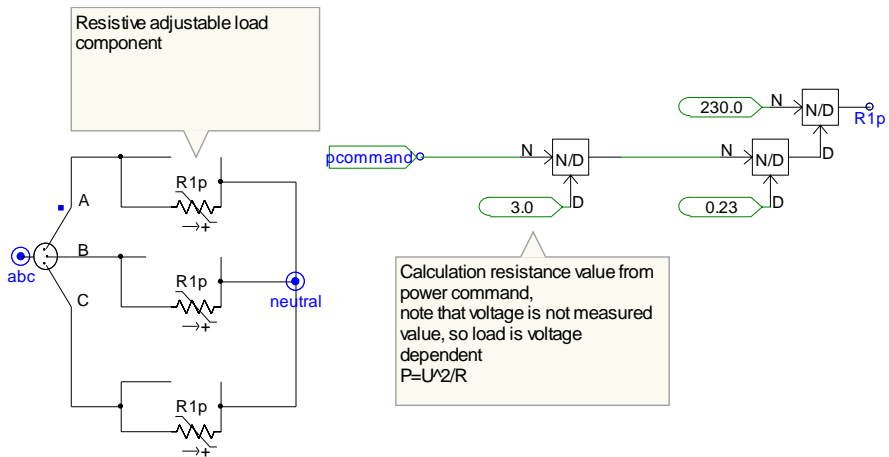 Resistive adjustable load
component
R1p
A
+
abc
B
R1p
+
C
neutral
R1p
+
230.0
N
N/D
R1p
D
pcommand
N
N/D
D
3.0
N
N/D
D
0.23
Calculation resistance value from
power command,
note that voltage is not measured
value, so load is voltage
dependent
P=U^2/R